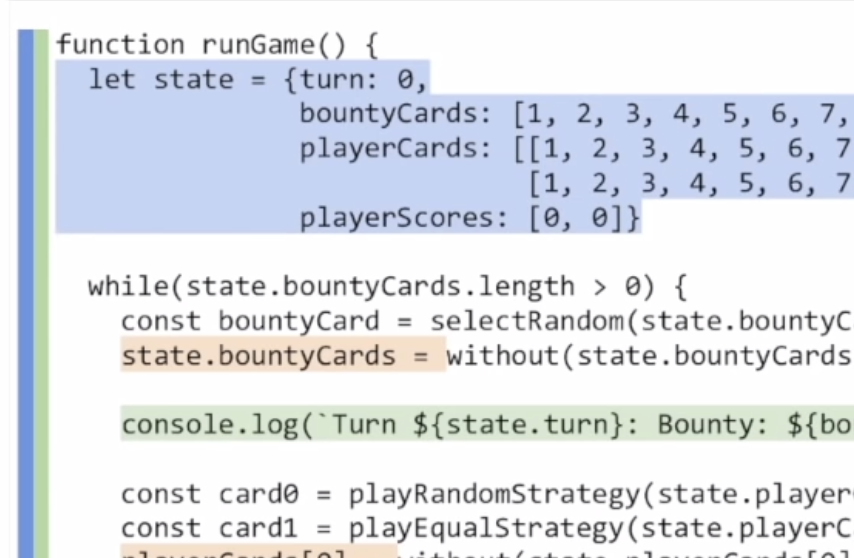 function runGame() {
let state = {turn: 0,
bountyCards: [1, 2, 3, 4, 5, 6, 7,
playerCards: [[1, 2, 3, 4, 5, 6, 7
[1, 2, 3, 4, 5, 6, 7
playerScores: [0, 0]}
while(state.bountyCards.length > 0) {
const bountyCard = selectRandom(state.bountyC
state.bountyCards = without(state.bountyCards
console.log(`Turn ${state.turn}: Bounty: ${bo
const card0 = playRandomStrategy(state.player
const card1 = playEqualStrategy(state.playerC